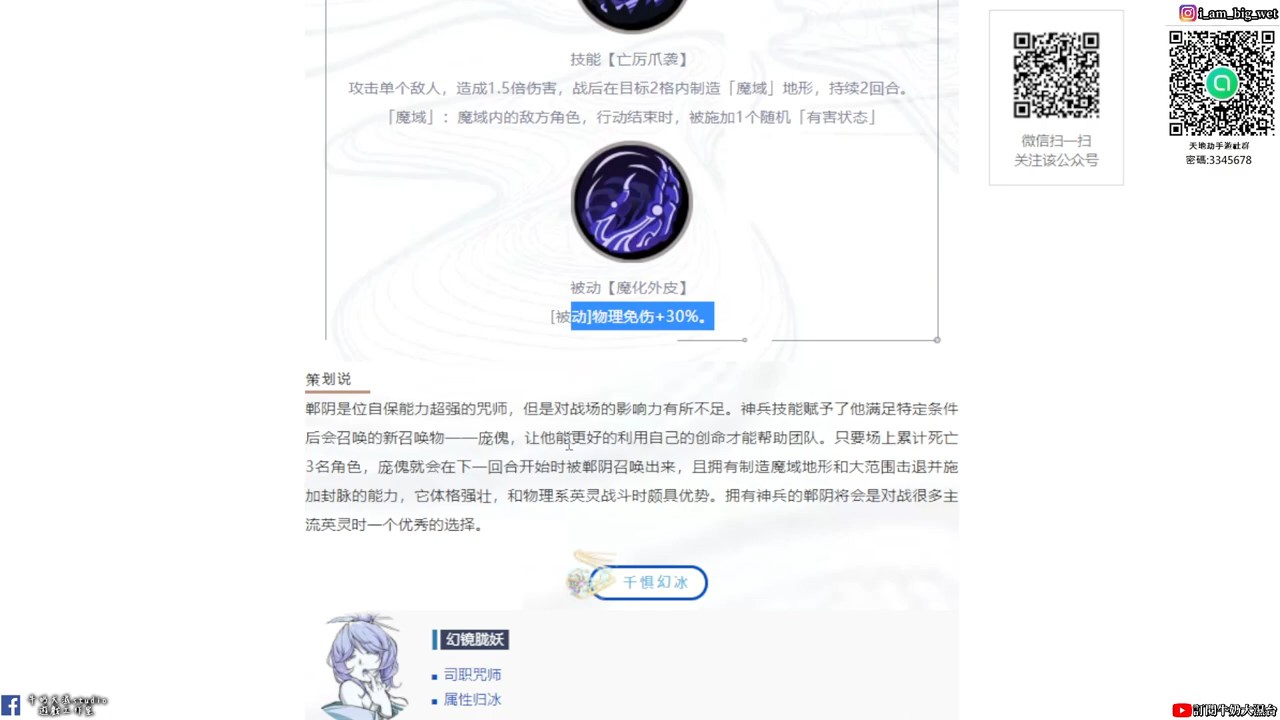 技能【亡厉爪袭】
攻击单个敌人，造成1.5倍伤害，战后在目标2格内制造「魔域」地形，持续2回合。
「魔域」：魔域内的敌方角色，行动结束时，被施加1个随机「有害状态」
被动【魔化外皮】
[被动]物理免伤+30%。
策划说
郸阴是位自保能力超强的咒师，但是对战场的影响力有所不足。神兵技能赋予了他满足特定条件
后会召唤的新召唤物——庞傀，让他能更好的利用自己的创命才能帮助团队。只要场上累计死亡
3名角色，庞傀就会在下一回合开始时被郸阴召唤出来，且拥有制造魔域地形和大范围击退并施
加封脉的能力，它体格强壮，和物理系英灵战斗时颇具优势。拥有神兵的郸阴将会是对战很多主
流英灵时一个优秀的选择。
千惧幻冰
幻镜胧妖
司职咒师
属性归冰
微信扫一扫
关注该公众号
i_am_big_wet
天地劫手游社群
密碼:3345678
訂閱牛奶大濕台